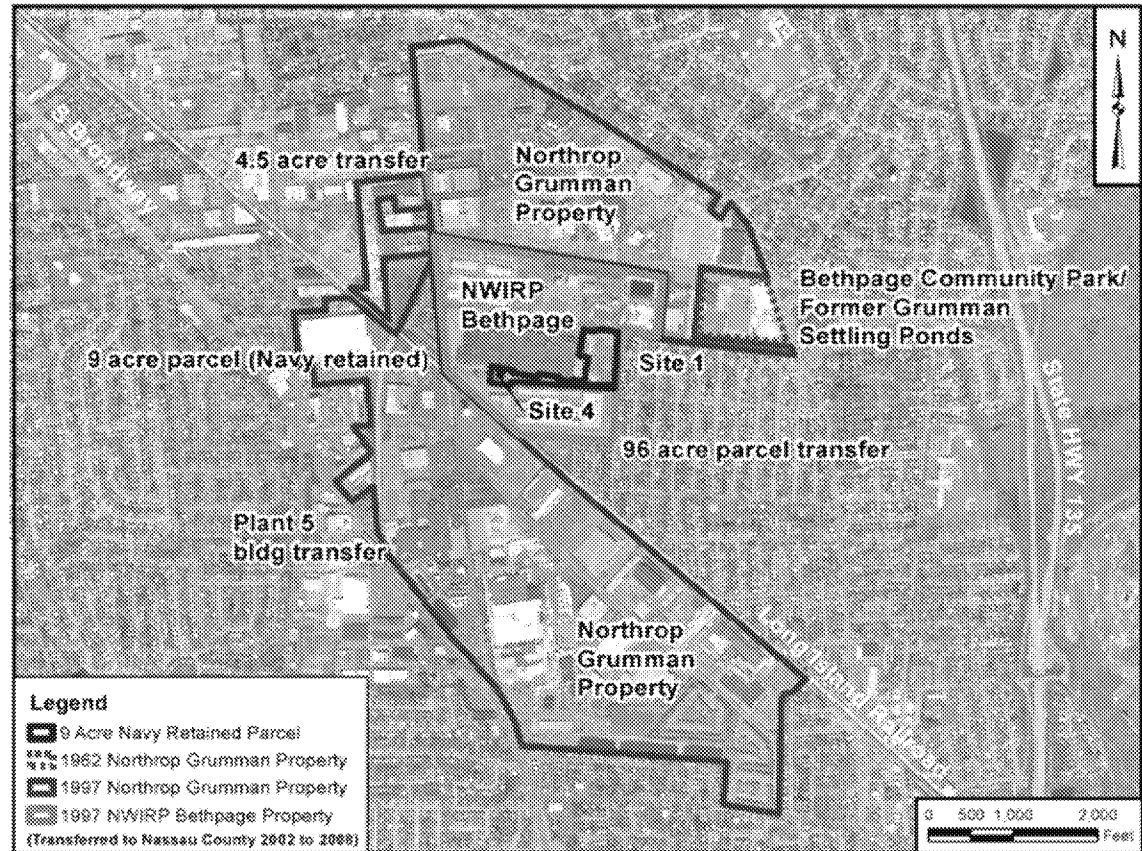 N
S Broadway
4.5 acre transfer
Northrop
Grumman
Property
NWIRP
Bethpage
Bethpage Community Park/
Former Grumman
Settling Ponds
9 acre parcel (Navy retained)
Site 1
Site 4
96 acre parcel transfer
State HWY 135
Plant 5
bldg transfer
Northrop
Grumman
Property
Long Island Railroad
Legend
9 Acre Navy Retained Parcel
1962 Northrop Grumman Property
1997 Northrop Grumman Property
1997 NWIRP Bethpage Property
(Transferred to Nassau County 2002 to 2008)
0 500 1,000 2,000
Feet